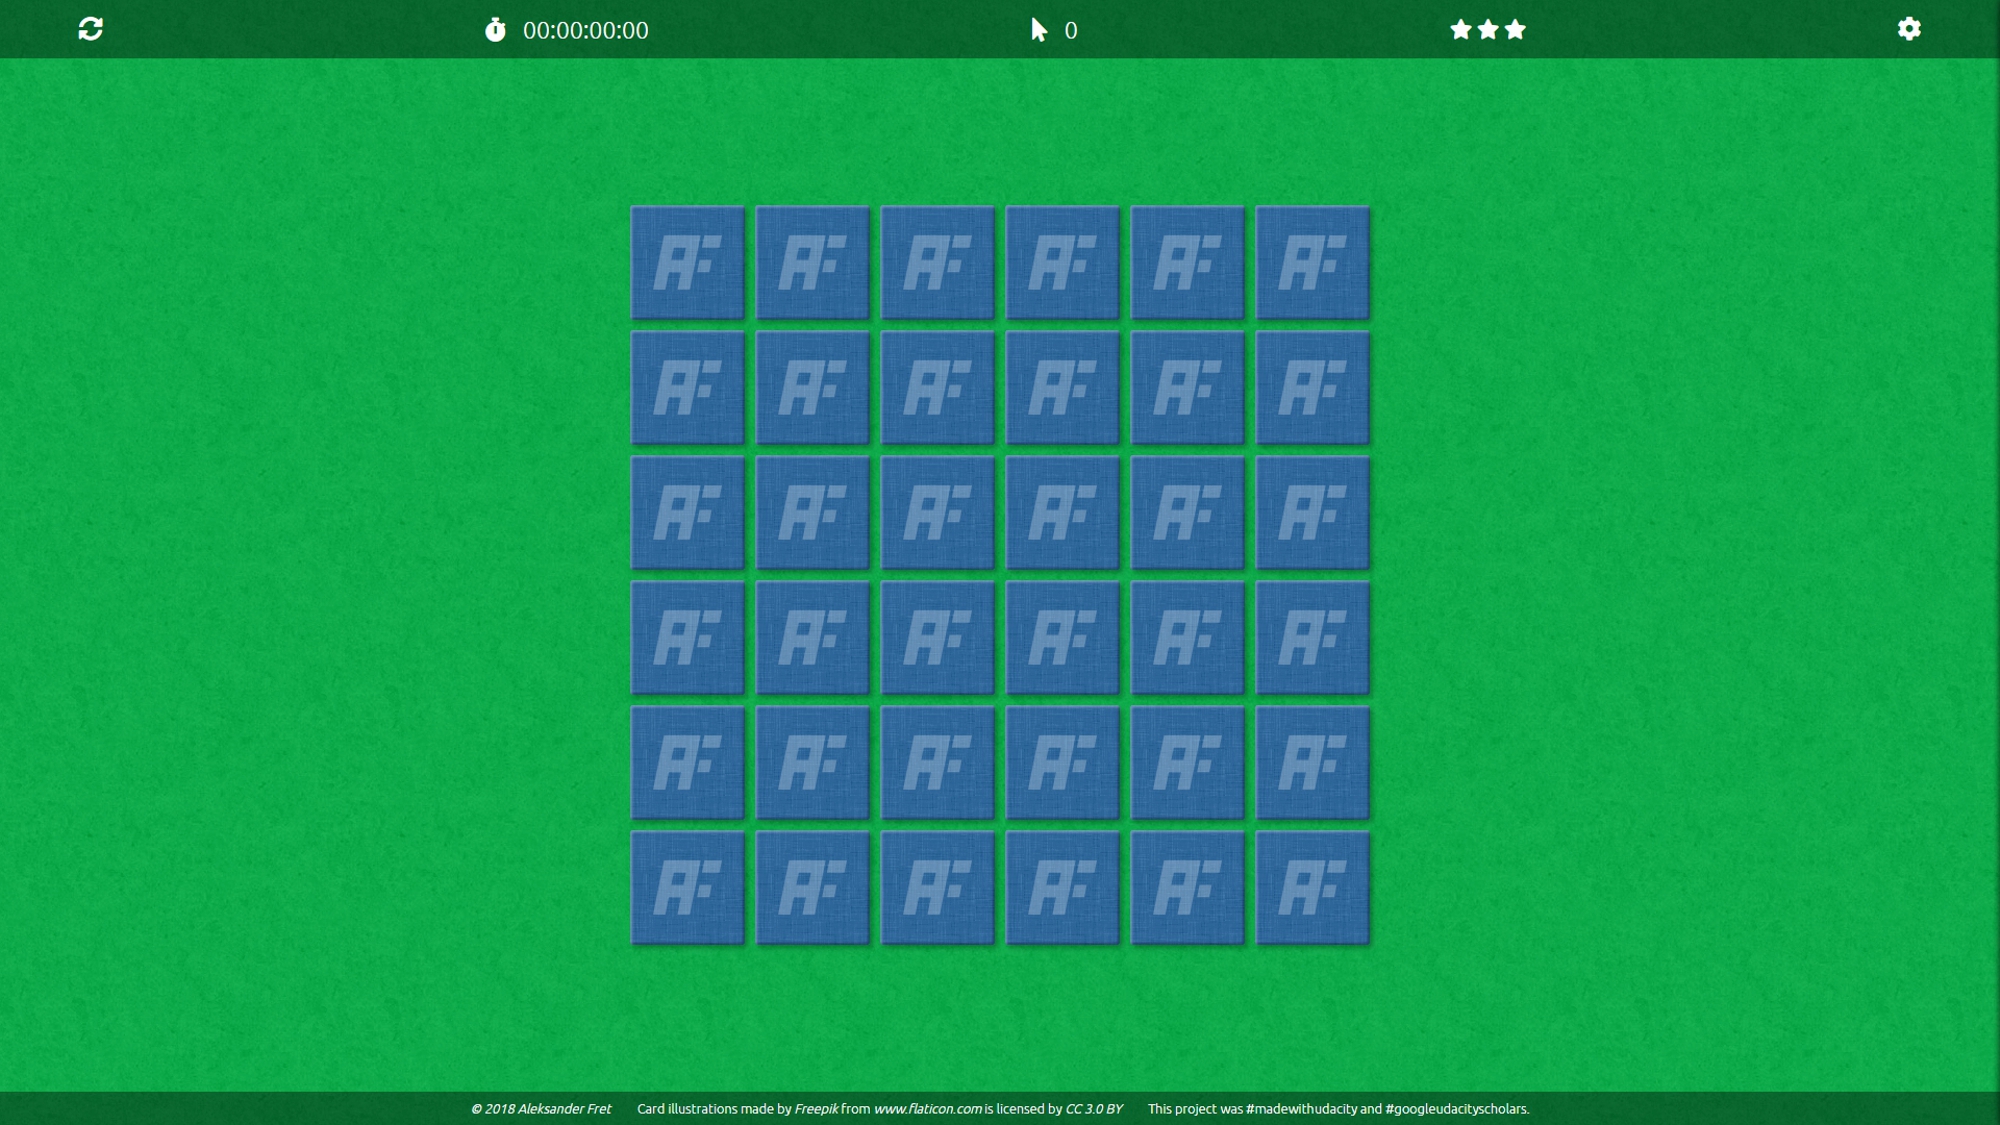 00:00:00:00
0
AF AF AF AF AF AF
AF AF AF AF AF AF
AF AF AF AF AF AF
AF AF AF AF AF AF
AF AF AF AF AF AF
AF AF AF AF AF AF
© 2018 Aleksander Fret
Card illustrations made by Freepik from www.flaticon.com is licensed by CC 3.0 BY
This project was #madewithudacity and #googleudacityscholars.